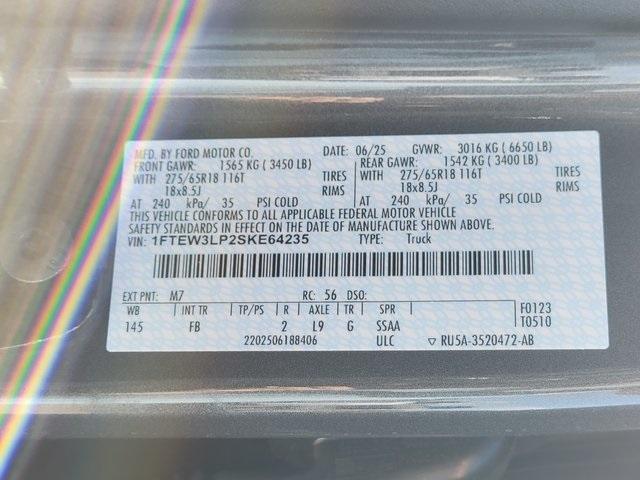 MFD. BY FORD MOTOR CO. DATE: 06/25 GVWR: 3016 KG ( 6650 LB)
FRONT GAWR: 1565 KG ( 3450 LB) REAR GAWR: 1542 KG ( 3400 LB)
WITH 275/65R18 116T TIRES WITH 275/65R18 116T TIRES
18x8.5J RIMS 18x8.5J RIMS
AT 240 kPa/ 35 PSI COLD AT 240 kPa/ 35 PSI COLD
THIS VEHICLE CONFORMS TO ALL APPLICABLE FEDERAL MOTOR VEHICLE
SAFETY STANDARDS IN EFFECT ON THE DATE OF MANUFACTURE SHOWN ABOVE.
VIN: 1FTEW3LP2SKE64235 TYPE: Truck
EXT PNT: M7 RC: 56 DSO:
WB INT TR TP/PS R AXLE TR SPR F0123
145 FB 2 L9 G SSAA T0510
2202506188406 ULC ▽ RU5A-3520472-AB